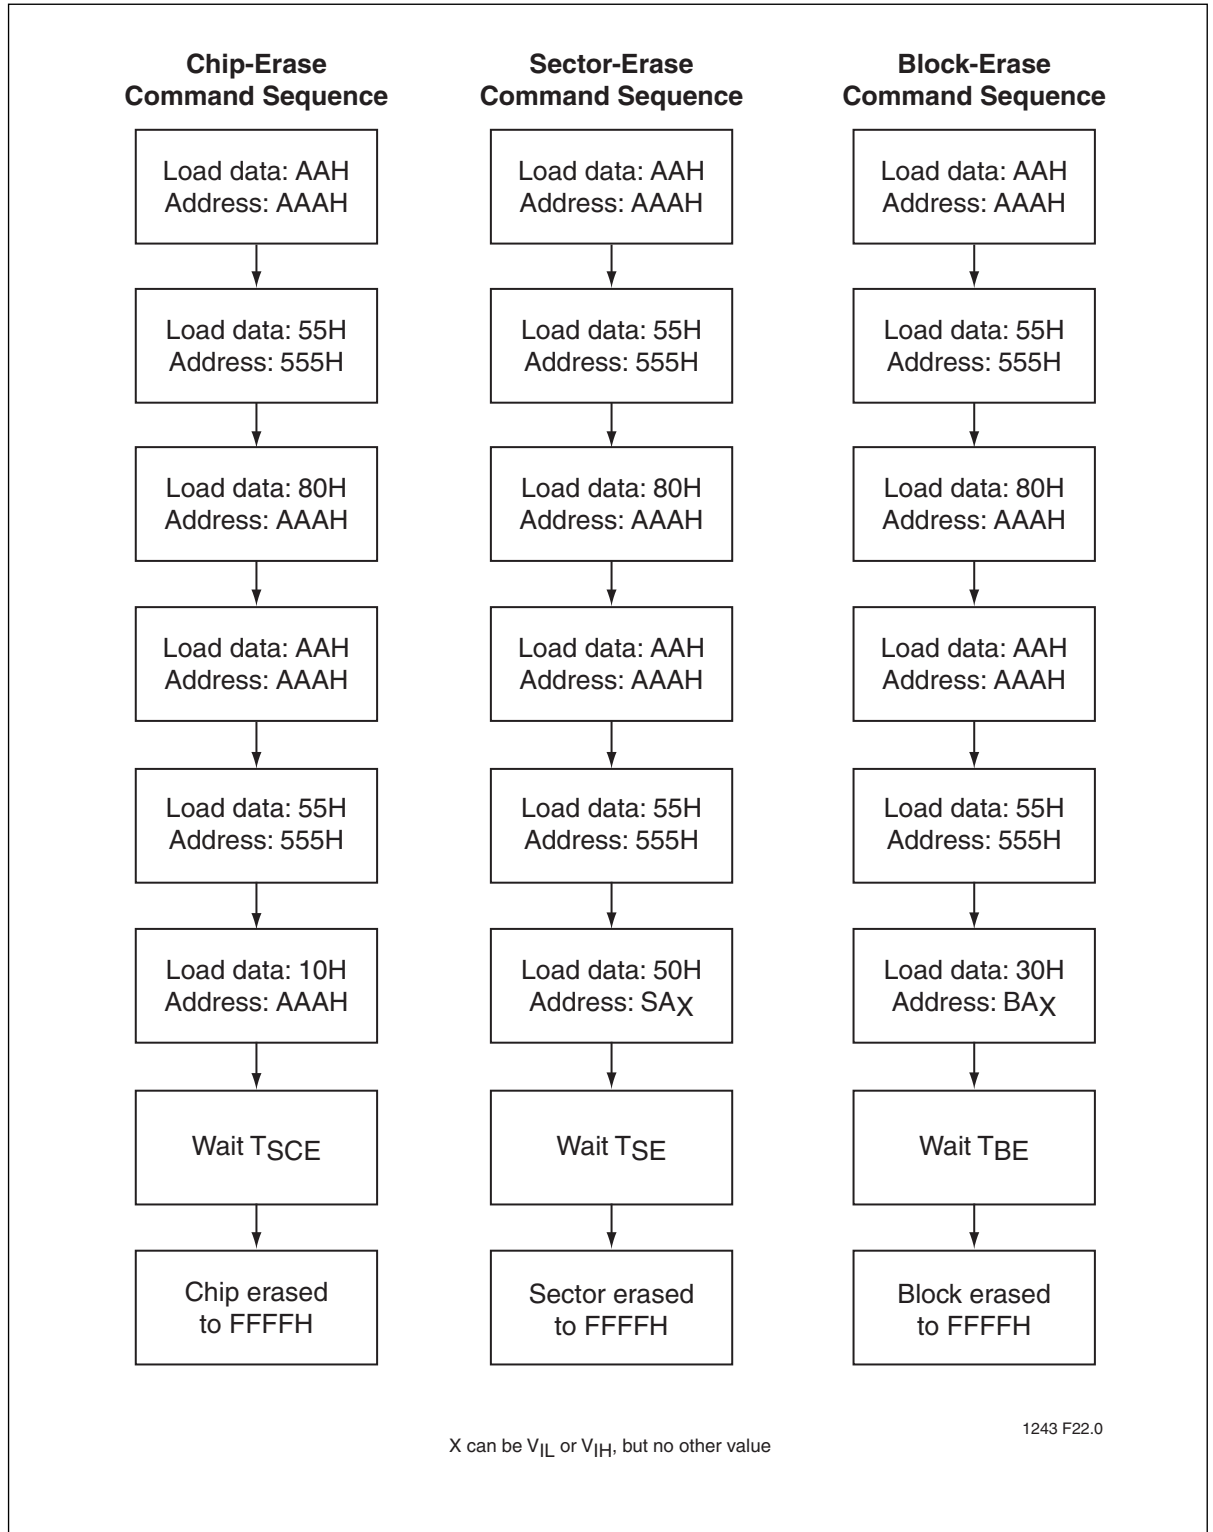 Chip-Erase
Command Sequence
Load data: AAH
Address: AAAH
Load data: 55H
Address: 555H
Load data: 80H
Address: AAAH
Load data: AAH
Address: AAAH
Load data: 55H
Address: 555H
Load data: 10H
Address: AAAH
Wait TSCE
Chip erased
to FFFFH
Sector-Erase
Command Sequence
Load data: AAH
Address: AAAH
Load data: 55H
Address: 555H
Load data: 80H
Address: AAAH
Load data: AAH
Address: AAAH
Load data: 55H
Address: 555H
Load data: 50H
Address: SAX
Wait TSE
Sector erased
to FFFFH
Block-Erase
Command Sequence
Load data: AAH
Address: AAAH
Load data: 55H
Address: 555H
Load data: 80H
Address: AAAH
Load data: AAH
Address: AAAH
Load data: 55H
Address: 555H
Load data: 30H
Address: BAX
Wait TBE
Block erased
to FFFFH
1243 F22.0
X can be VIL or VIH, but no other value